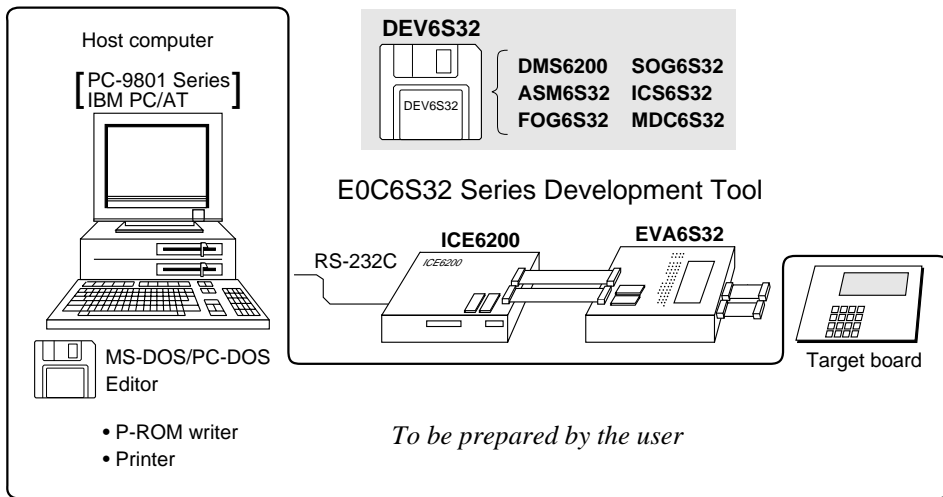 Host computer
[PC-9801 Series
IBM PC/AT]
DEV6S32
DEV6S32
DMS6200 SOG6S32
ASM6S32 ICS6S32
FOG6S32 MDC6S32
E0C6S32 Series Development Tool
RS-232C
ICE6200
ICE6200
EVA6S32
Target board
MS-DOS/PC-DOS
Editor
• P-ROM writer
• Printer
To be prepared by the user